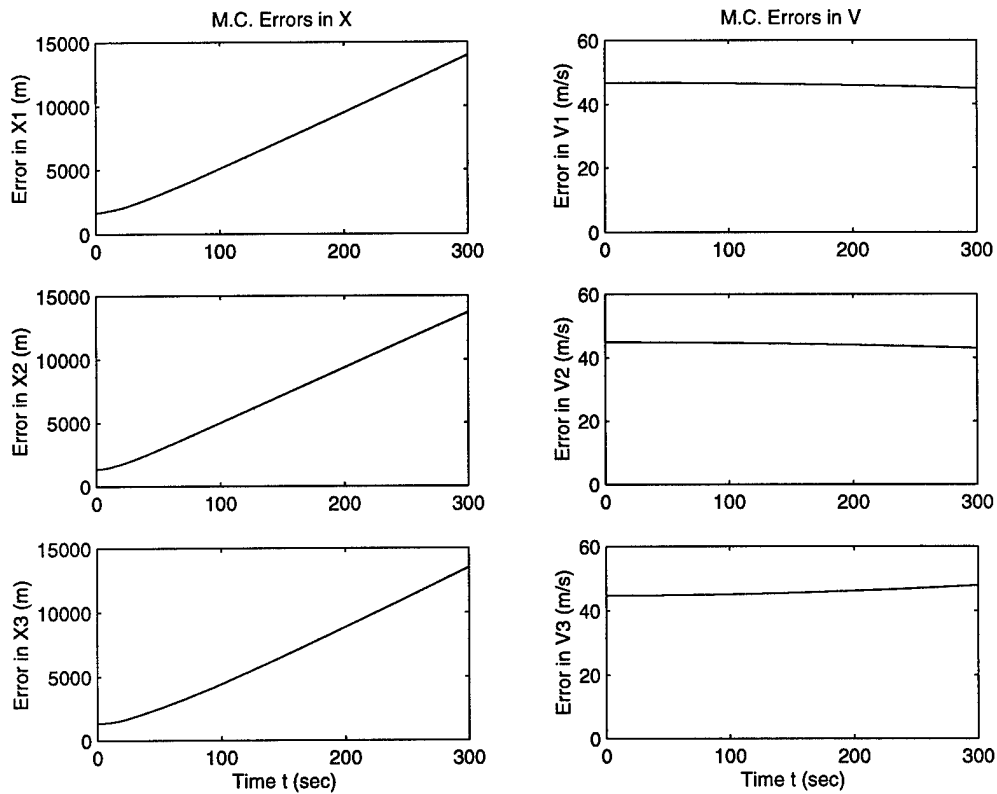 M.C. Errors in X
15000
10000
5000
0
Error in X1 (m)
0 100 200 300
M.C. Errors in V
60
40
20
0
Error in V1 (m/s)
0 100 200 300
15000
10000
5000
0
Error in X2 (m)
0 100 200 300
60
40
20
0
Error in V2 (m/s)
0 100 200 300
15000
10000
5000
0
Error in X3 (m)
0 100 200 300
Time t (sec)
60
40
20
0
Error in V3 (m/s)
0 100 200 300
Time t (sec)